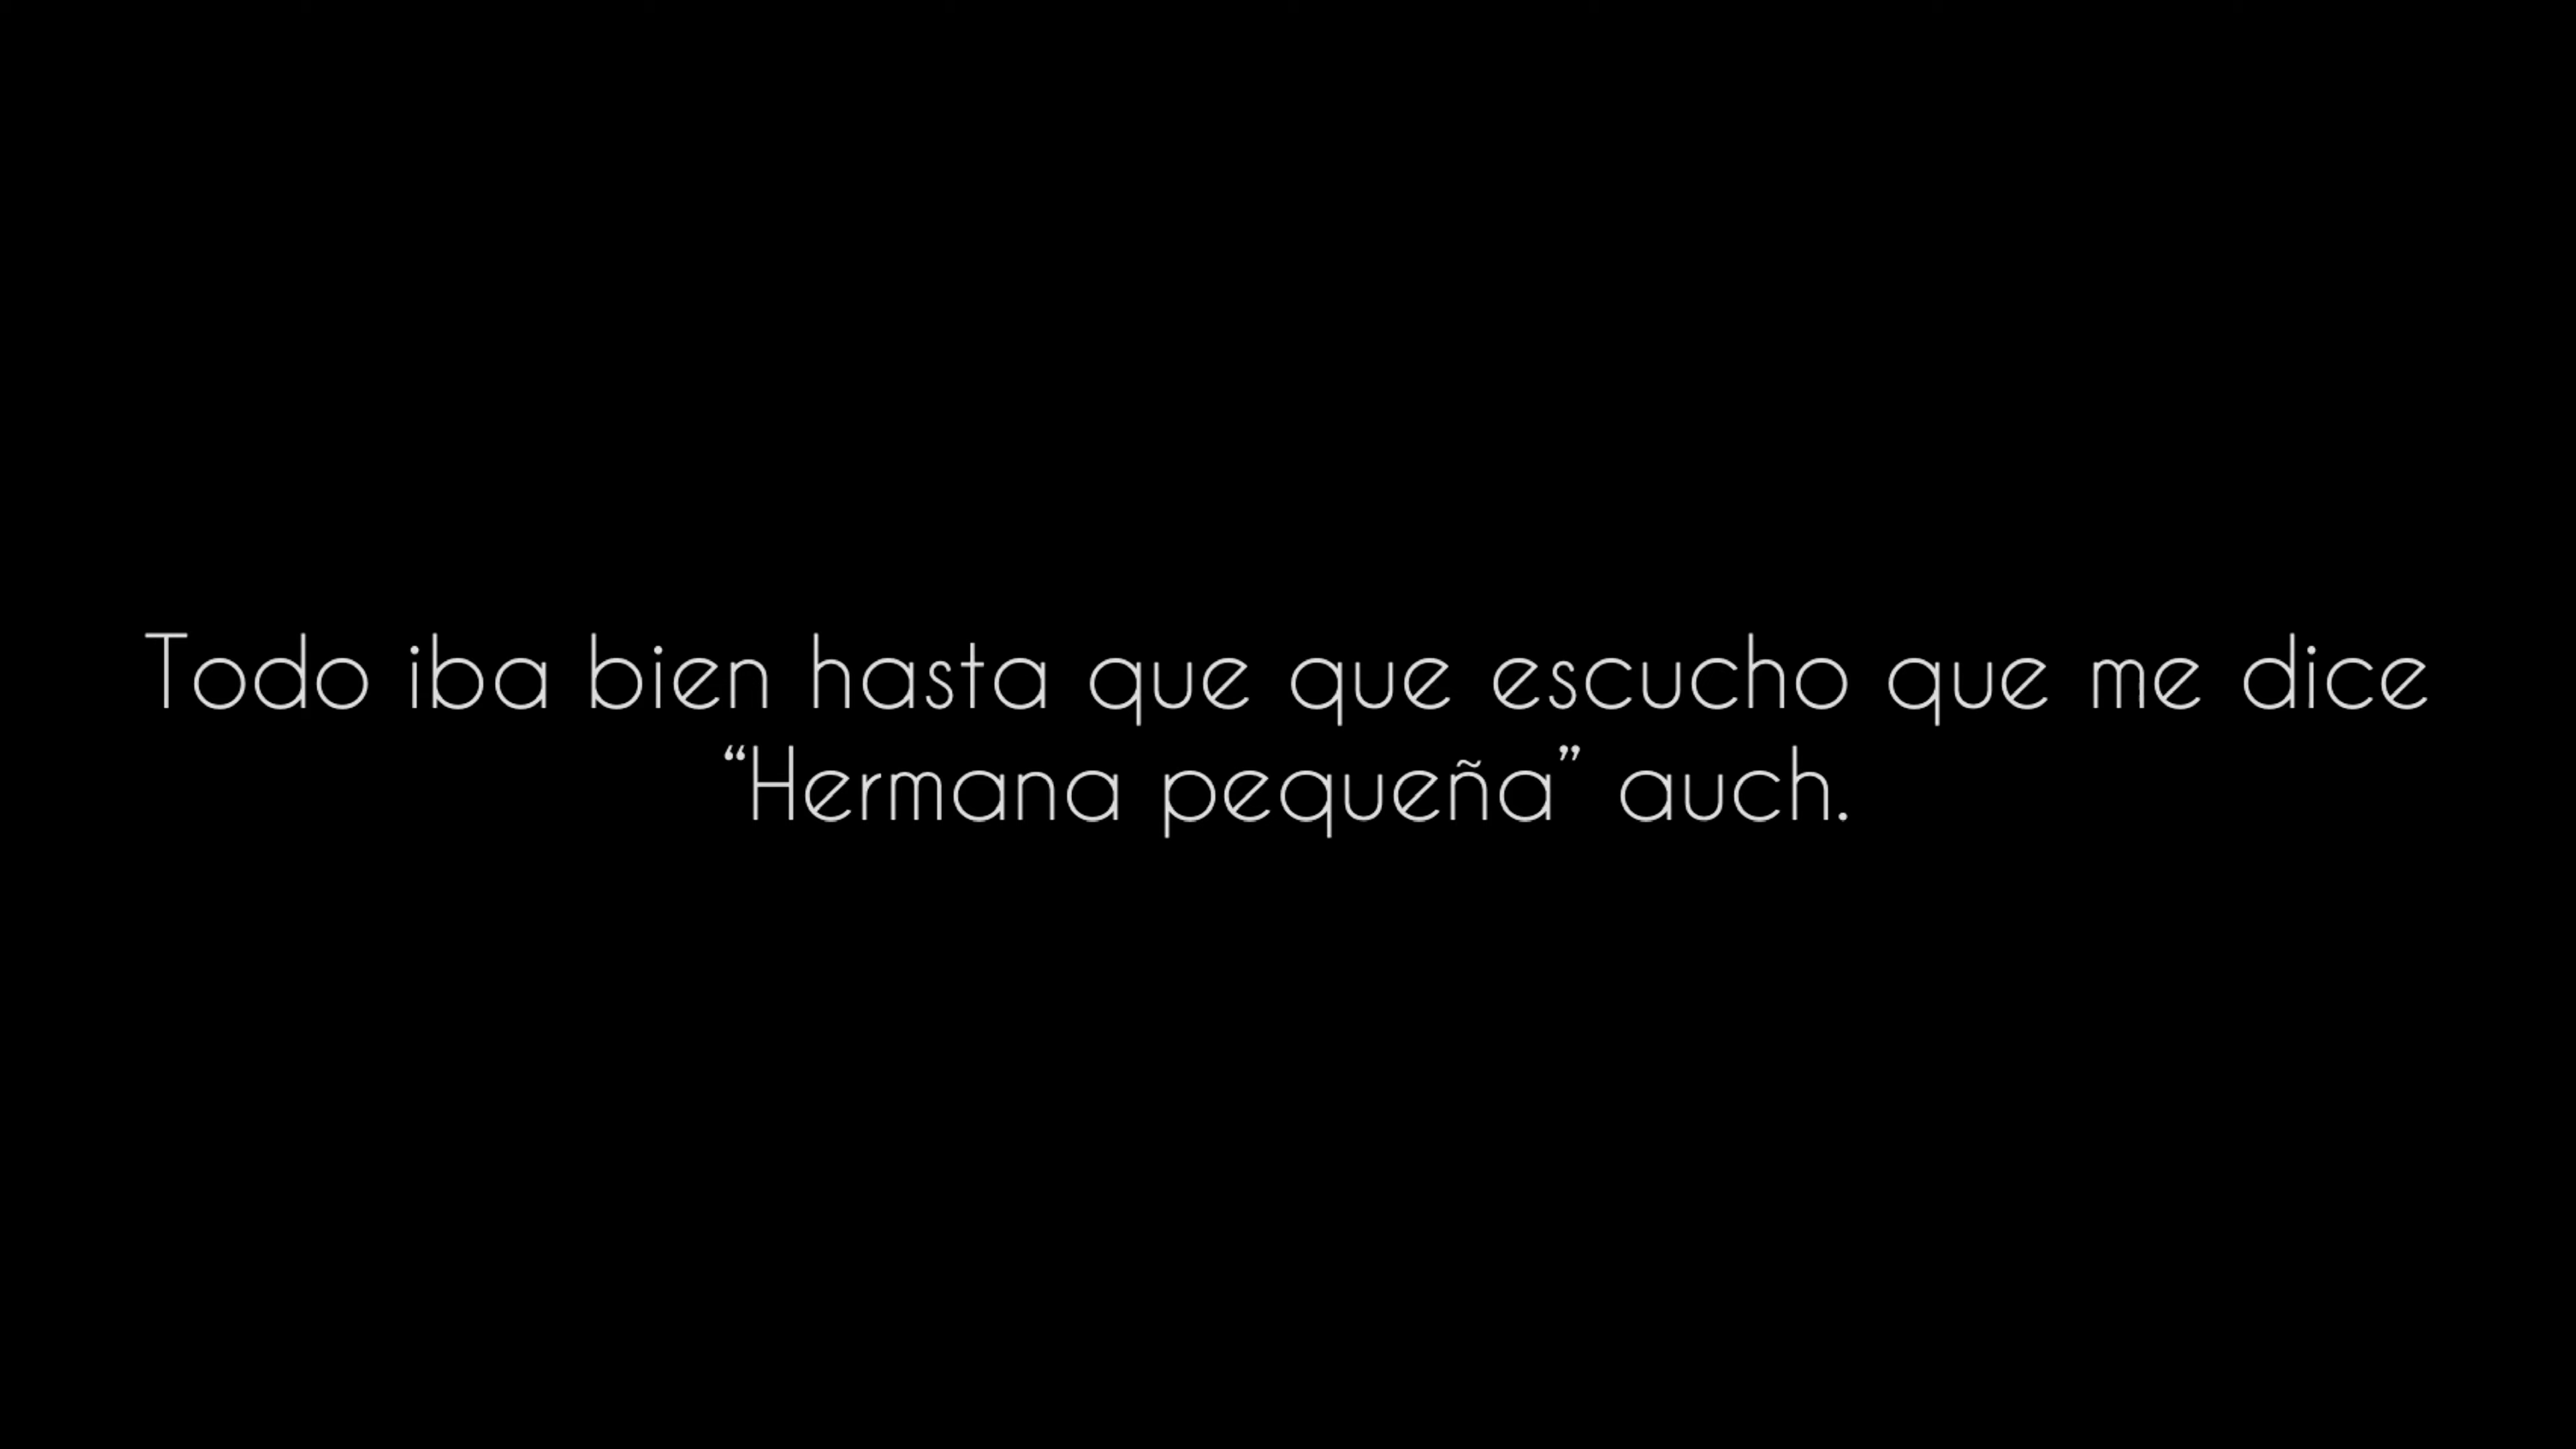 Todo iba bien hasta que que escucho que me dice
“Hermana pequeña” auch.